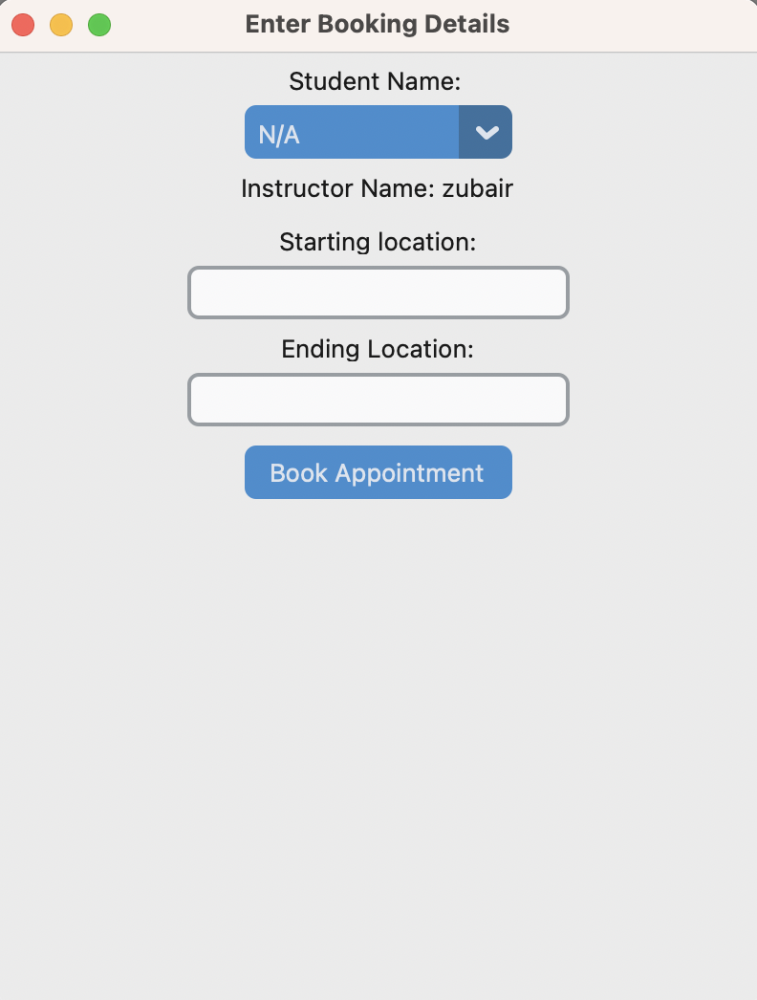 Enter Booking Details
Student Name:
N/A
Instructor Name: zubair
Starting location:
Ending Location:
Book Appointment